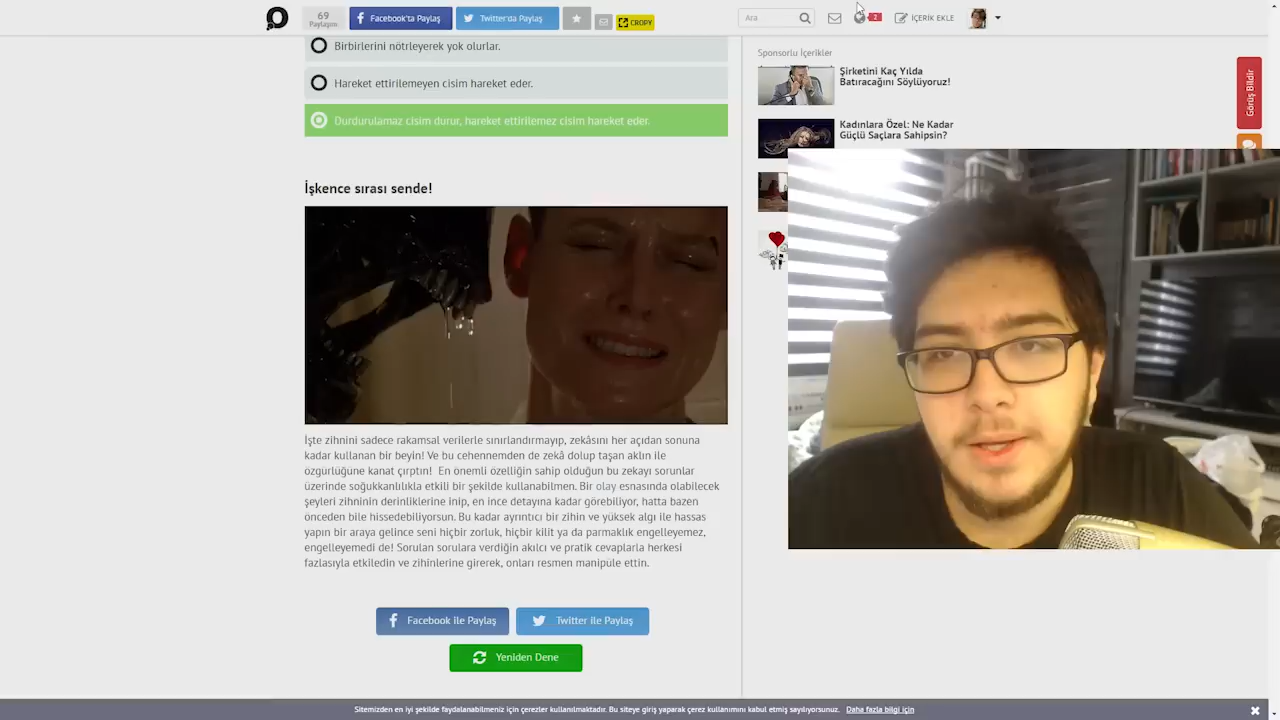 69
Paylaşım
Facebook'ta Paylaş
Twitter'da Paylaş
CROPY
Ara
2
İÇERİK EKLE
Birbirlerini nötrleyerek yok olurlar.
Hareket ettirilemeyen cisim hareket eder.
Durdurulamaz cisim durur, hareket ettirilemez cisim hareket eder.
İşkence sırası sende!
İşte zihnini sadece rakamsal verilerle sınırlandırmayıp, zekâsını her açıdan sonuna
kadar kullanan bir beyin! Ve bu cehennemden de zekâ dolup taşan aklın ile
özgürlüğüne kanat çırptın!  En önemli özelliğin sahip olduğun bu zekayı sorunlar
üzerinde soğukkanlılıkla etkili bir şekilde kullanabilmen. Bir olay esnasında olabilecek
şeyleri zihninin derinliklerine inip, en ince detayına kadar görebiliyor, hatta bazen
önceden bile hissedebiliyorsun. Bu kadar ayrıntıcı bir zihin ve yüksek algı ile hassas
yapın bir araya gelince seni hiçbir zorluk, hiçbir kilit ya da parmaklık engelleyemez,
engelleyemedi de! Sorulan sorulara verdiğin akılcı ve pratik cevaplarla herkesi
fazlasıyla etkiledin ve zihinlerine girerek, onları resmen manipüle ettin.
Facebook ile Paylaş
Twitter ile Paylaş
Yeniden Dene
Sponsorlu İçerikler
Şirketini Kaç Yılda
Batıracağını Söylüyoruz!
Kadınlara Özel: Ne Kadar
Güçlü Saçlara Sahipsin?
Görüş Bildir
Sitemizden en iyi şekilde faydalanabilmeniz için çerezler kullanılmaktadır. Bu siteye giriş yaparak çerez kullanımını kabul etmiş sayılıyorsunuz. Daha fazla bilgi için